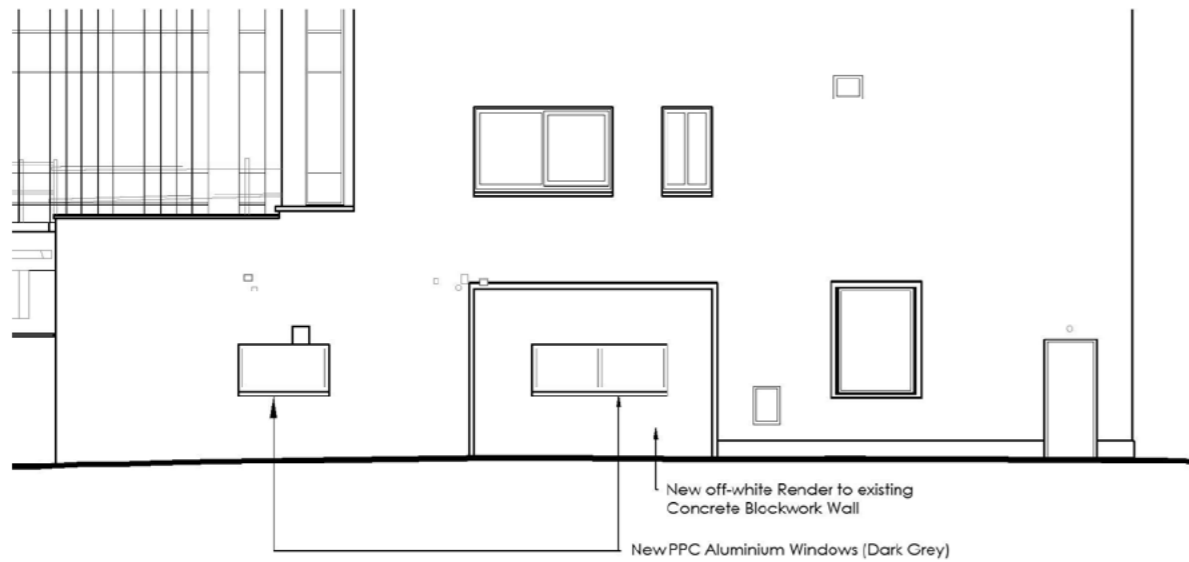 New off-white Render to existing
Concrete Blockwork Wall
New PPC Aluminium Windows (Dark Grey)